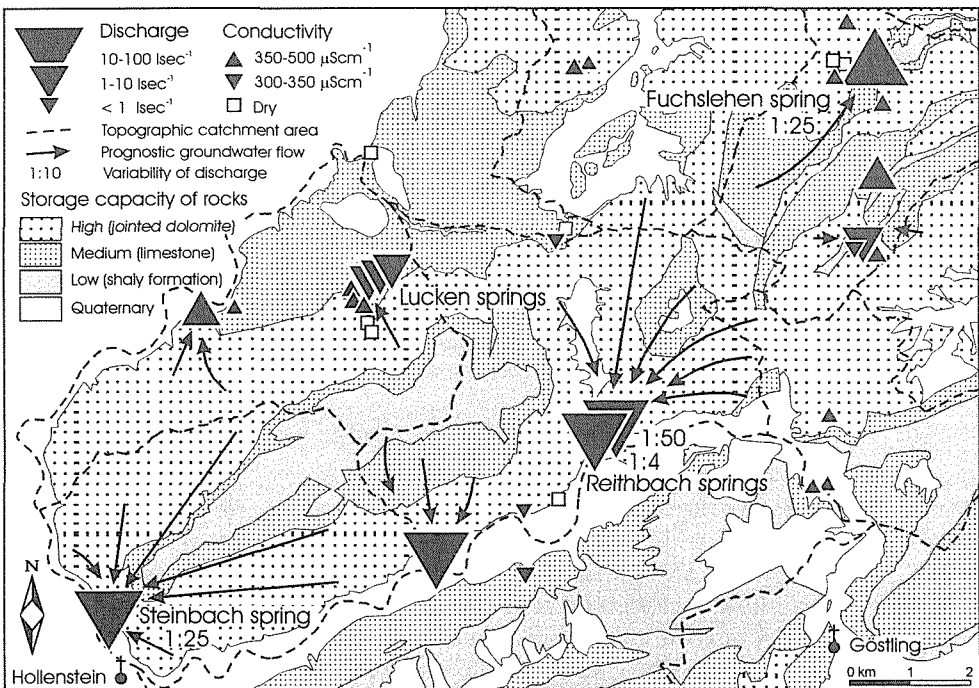 Discharge
10-100 lsec⁻¹
1-10 lsec⁻¹
< 1 lsec⁻¹
Conductivity
350-500 µScm⁻¹
300-350 µScm⁻¹
Dry
Topographic catchment area
Prognostic groundwater flow
1:10 Variability of discharge
Storage capacity of rocks
High (jointed dolomite)
Medium (limestone)
Low (shaly formation)
Quaternary
Fuchslehen spring
1:25
Lucken springs
1:50
1:4
Reithbach springs
N
Steinbach spring
1:25
Hollenstein
Göstling
0 km 1 2